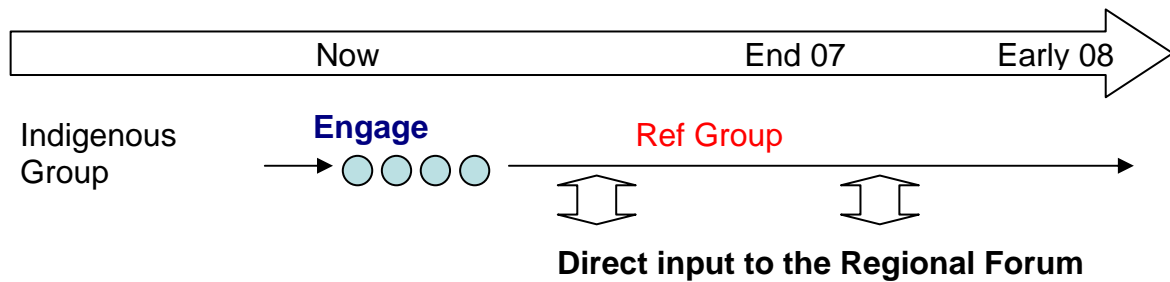 Now End 07 Early 08
Engage
Indigenous Ref Group
Group
Direct input to the Regional Forum